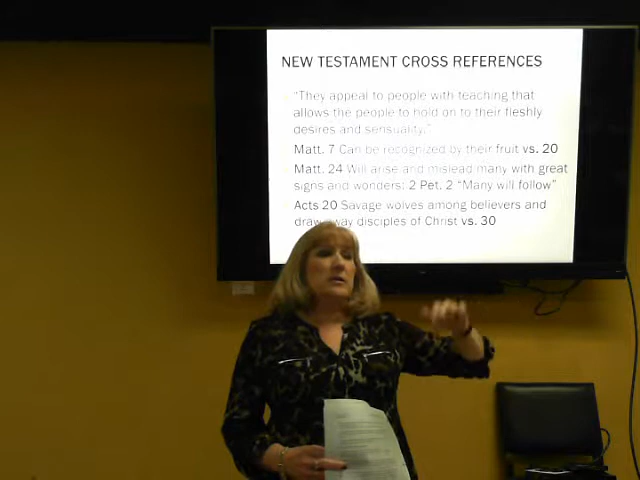 NEW TESTAMENT CROSS REFERENCES
"They appeal to people with teaching that
allows the people to hold on to their fleshly
desires and sensuality."
Matt. 7 Can be recognized by their fruit vs. 20
Matt. 24 Will arise and mislead many with great
signs and wonders: 2 Pet. 2 "Many will follow"
Acts 20 Savage wolves among believers and
draw away disciples of Christ vs. 30